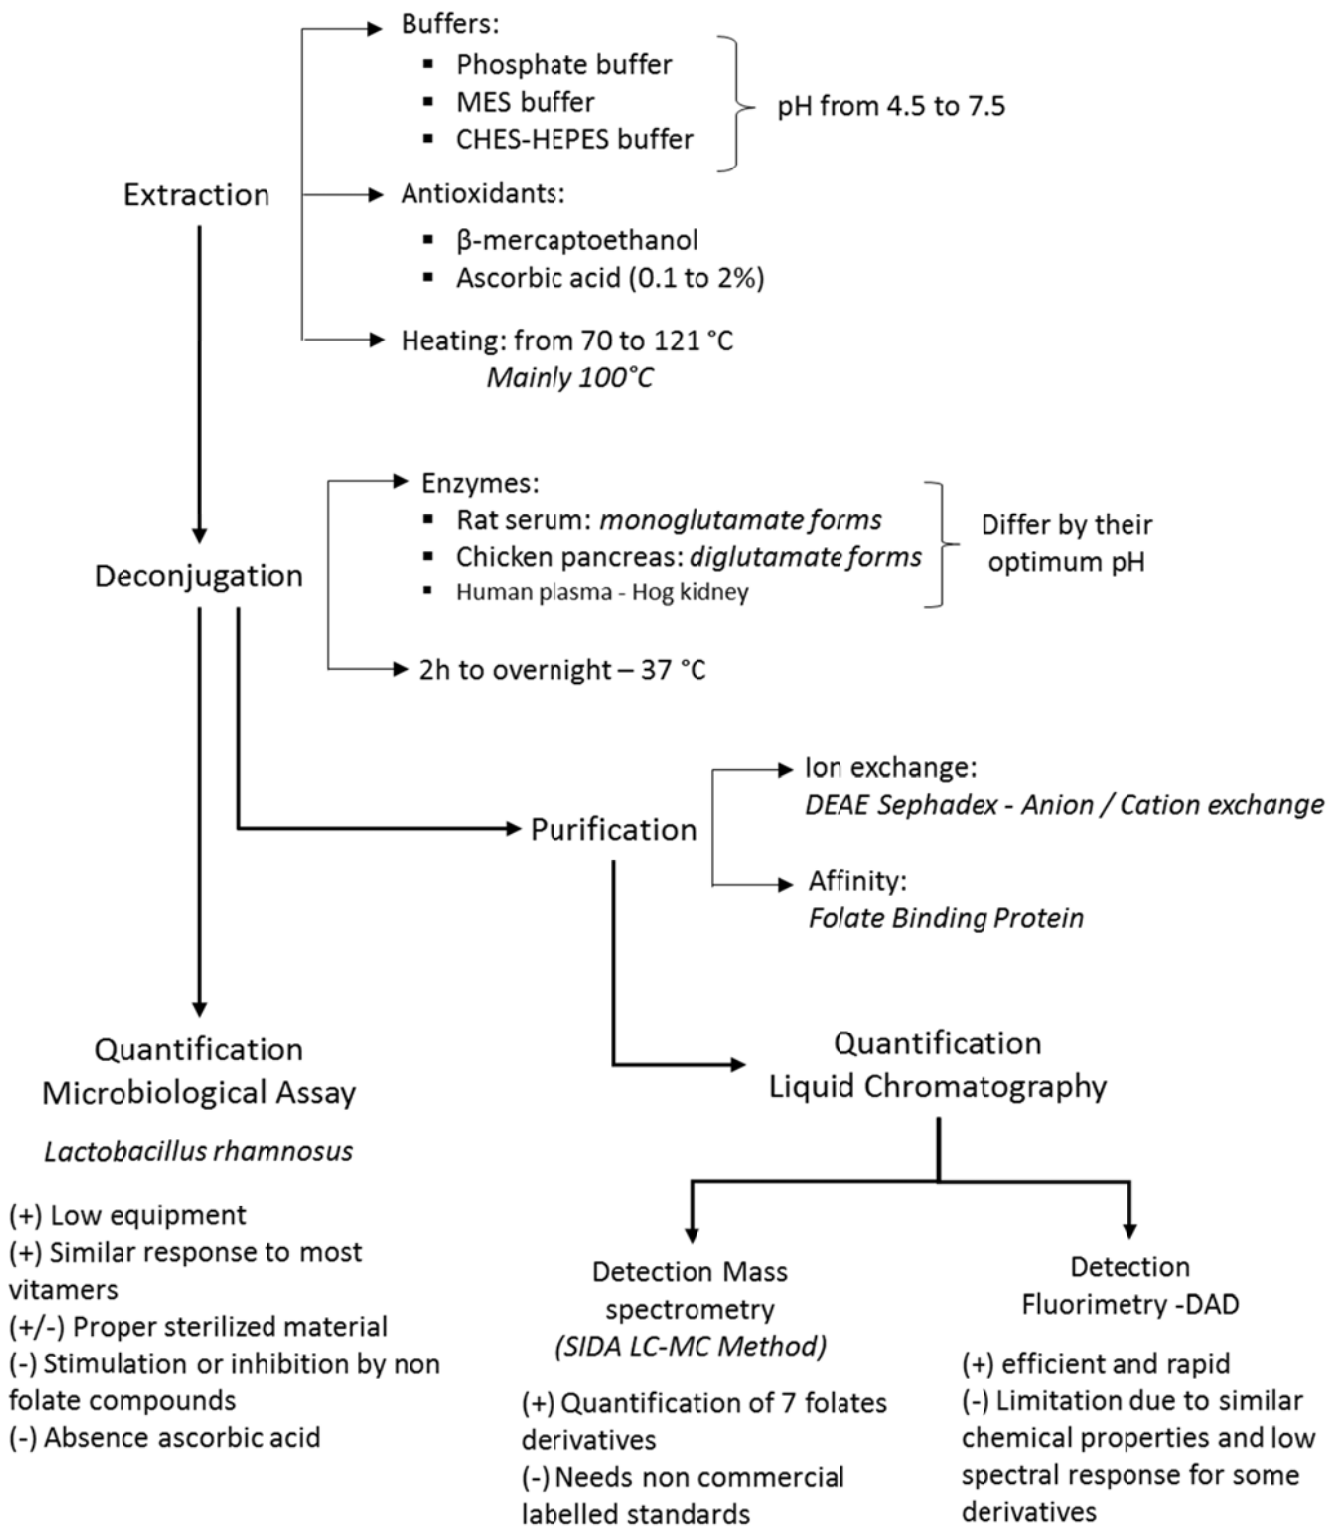 Buffers:
▪ Phosphate buffer
▪ MES buffer
▪ CHES-HEPES buffer
pH from 4.5 to 7.5
Extraction
Antioxidants:
▪ β-mercaptoethanol
▪ Ascorbic acid (0.1 to 2%)
Heating: from 70 to 121 °C
Mainly 100°C
Enzymes:
▪ Rat serum: monoglutamate forms
▪ Chicken pancreas: diglutamate forms
▪ Human plasma - Hog kidney
Differ by their
optimum pH
Deconjugation
2h to overnight – 37 °C
Ion exchange:
DEAE Sephadex - Anion / Cation exchange
Purification
Affinity:
Folate Binding Protein
Quantification
Microbiological Assay
Lactobacillus rhamnosus
(+) Low equipment
(+) Similar response to most
vitamers
(+/-) Proper sterilized material
(-) Stimulation or inhibition by non
folate compounds
(-) Absence ascorbic acid
Quantification
Liquid Chromatography
Detection Mass
spectrometry
(SIDA LC-MC Method)
(+) Quantification of 7 folates
derivatives
(-) Needs non commercial
labelled standards
Detection
Fluorimetry -DAD
(+) efficient and rapid
(-) Limitation due to similar
chemical properties and low
spectral response for some
derivatives